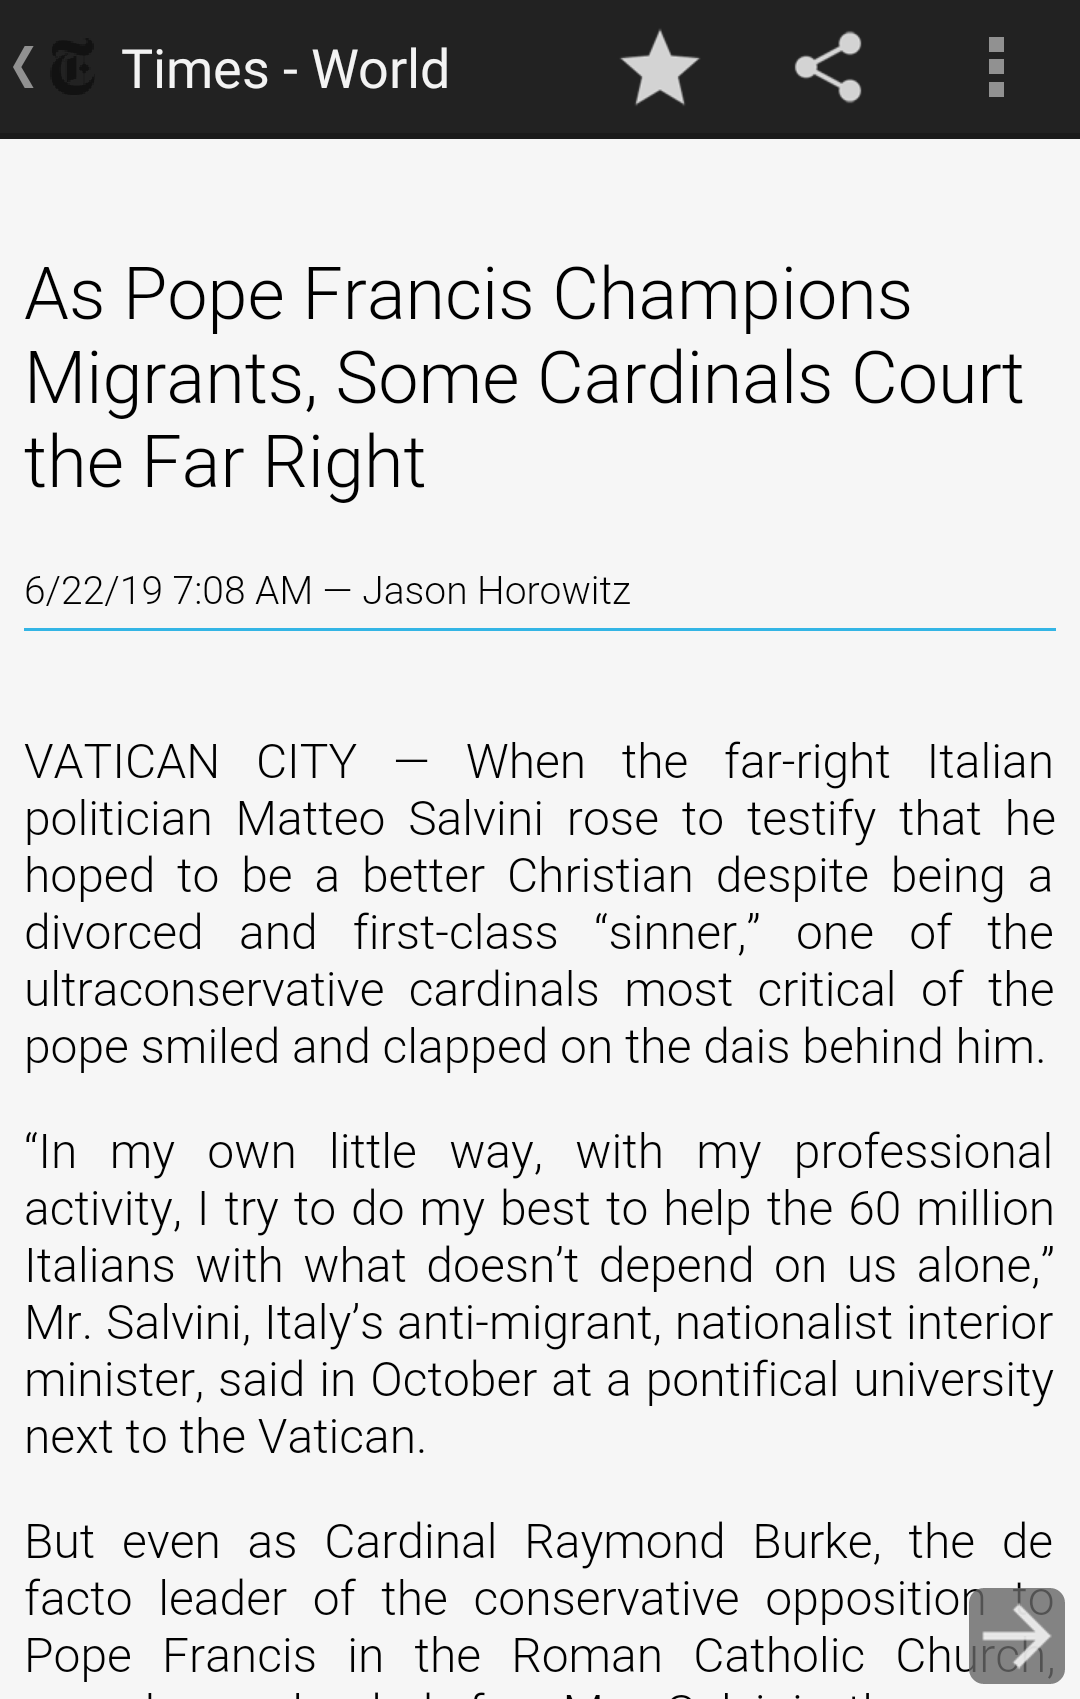 Times - World
As Pope Francis Champions
Migrants, Some Cardinals Court
the Far Right
6/22/19 7:08 AM — Jason Horowitz
VATICAN CITY — When the far-right Italian
politician Matteo Salvini rose to testify that he
hoped to be a better Christian despite being a
divorced and first-class “sinner,” one of the
ultraconservative cardinals most critical of the
pope smiled and clapped on the dais behind him.
“In my own little way, with my professional
activity, I try to do my best to help the 60 million
Italians with what doesn’t depend on us alone,”
Mr. Salvini, Italy’s anti-migrant, nationalist interior
minister, said in October at a pontifical university
next to the Vatican.
But even as Cardinal Raymond Burke, the de
facto leader of the conservative opposition to
Pope Francis in the Roman Catholic Church,